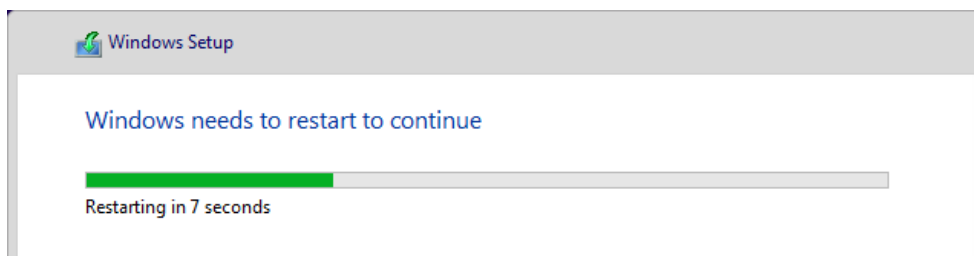 Windows Setup
Windows needs to restart to continue
Restarting in 7 seconds